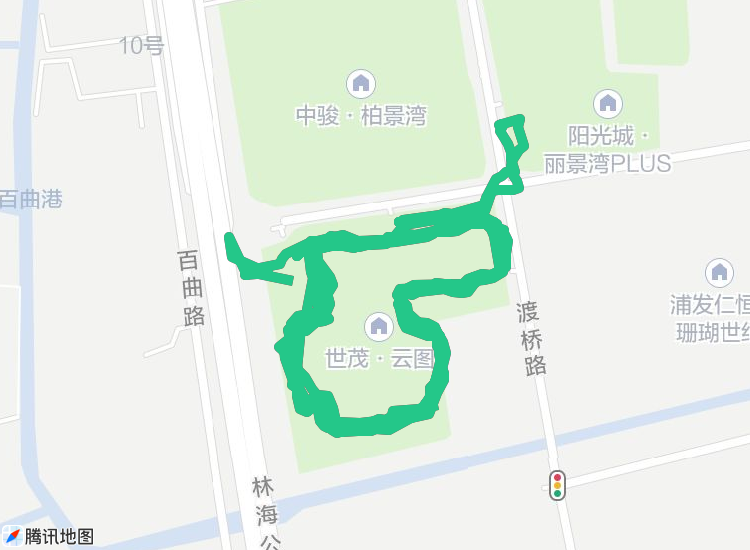 10号
中骏·柏景湾
阳光城·
丽景湾PLUS
百曲港
百曲路
渡桥路
浦发仁恒
珊瑚世纪
世茂·云图
林海公
腾讯地图